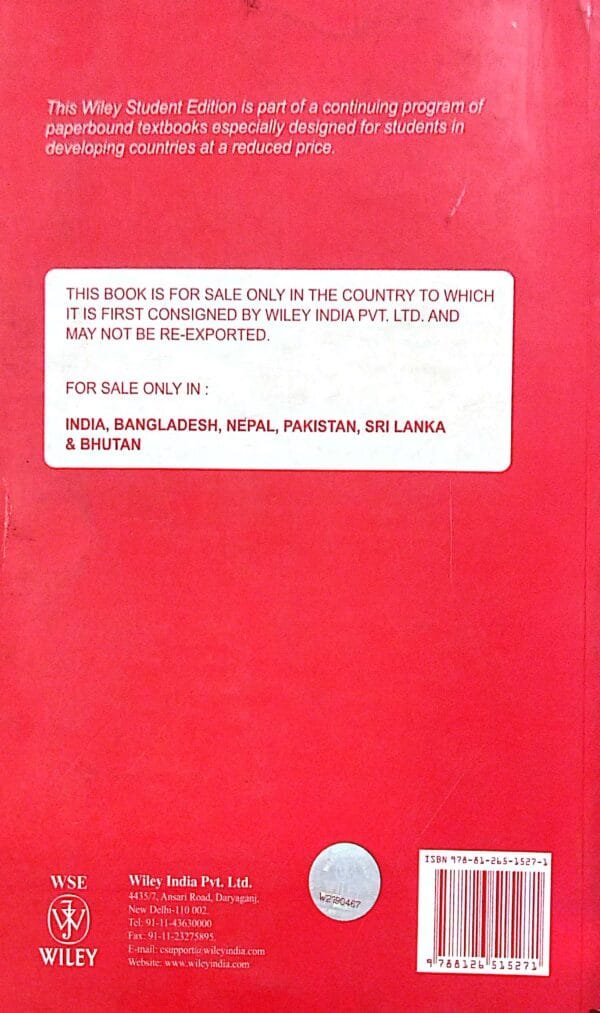 This Wiley Student Edition is part of a continuing program of
paperbound textbooks especially designed for students in
developing countries at a reduced price.
THIS BOOK IS FOR SALE ONLY IN THE COUNTRY TO WHICH
IT IS FIRST CONSIGNED BY WILEY INDIA PVT. LTD. AND
MAY NOT BE RE-EXPORTED.
FOR SALE ONLY IN :
INDIA, BANGLADESH, NEPAL, PAKISTAN, SRI LANKA
& BHUTAN
WSE
WILEY
Wiley India Pvt. Ltd.
4435/7, Ansari Road, Daryaganj,
New Delhi-110 002.
Tel: 91-11-43630000
Fax: 91-11-23275895.
E-mail: csupport@wileyindia.com
Website: www.wileyindia.com
W2790467
ISBN 978-81-265-1527-1
9 788126 515271